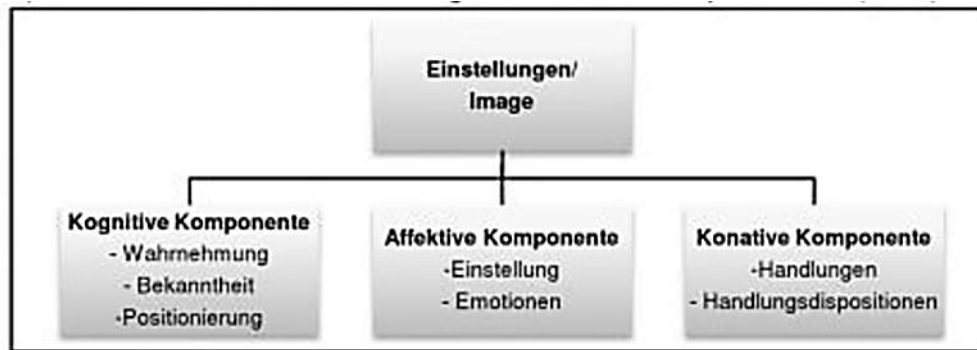 Einstellungen/
Image
Kognitive Komponente
- Wahrnehmung
- Bekanntheit
-Positionierung
Affektive Komponente
-Einstellung
- Emotionen
Konative Komponente
-Handlungen
- Handlungsdispositionen